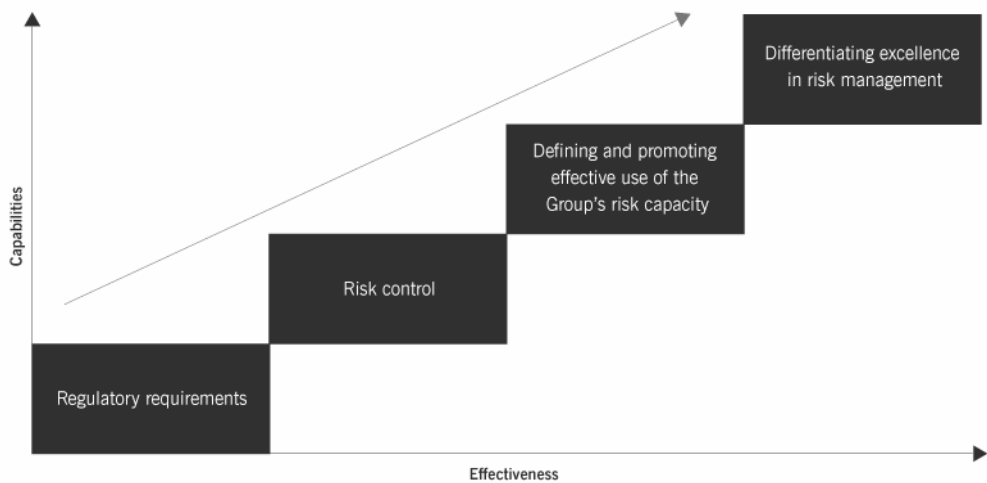 Differentiating excellence
in risk management
Defining and promoting
effective use of the
Group's risk capacity
Capabilities
Risk control
Regulatory requirements
Effectiveness